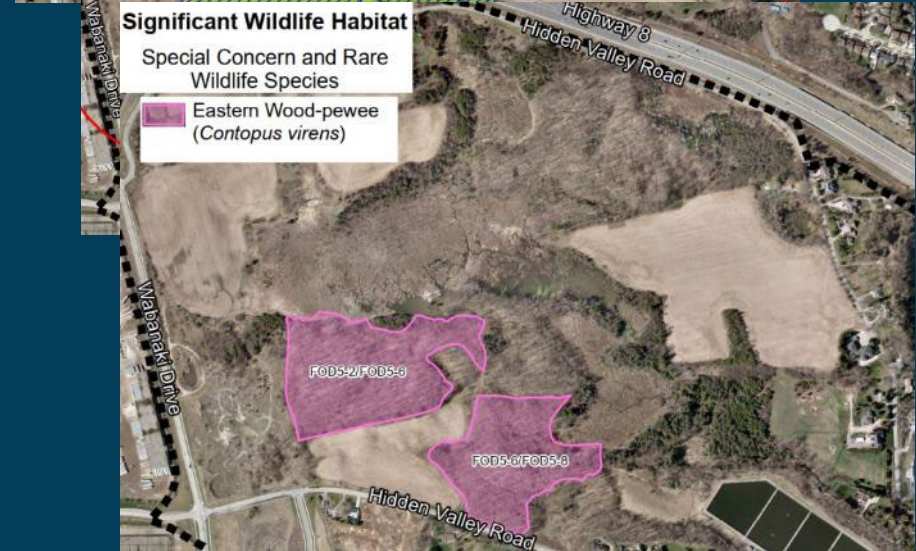 Significant Wildlife Habitat
Special Concern and Rare
Wildlife Species
Eastern Wood-pewee
(Contopus virens)
Wabanaki Drive
Highway 8
Hidden Valley Road
Wabanaki Drive
FOD5-2/FOD5-6
FOD5-6/FOD5-8
Hidden Valley Road